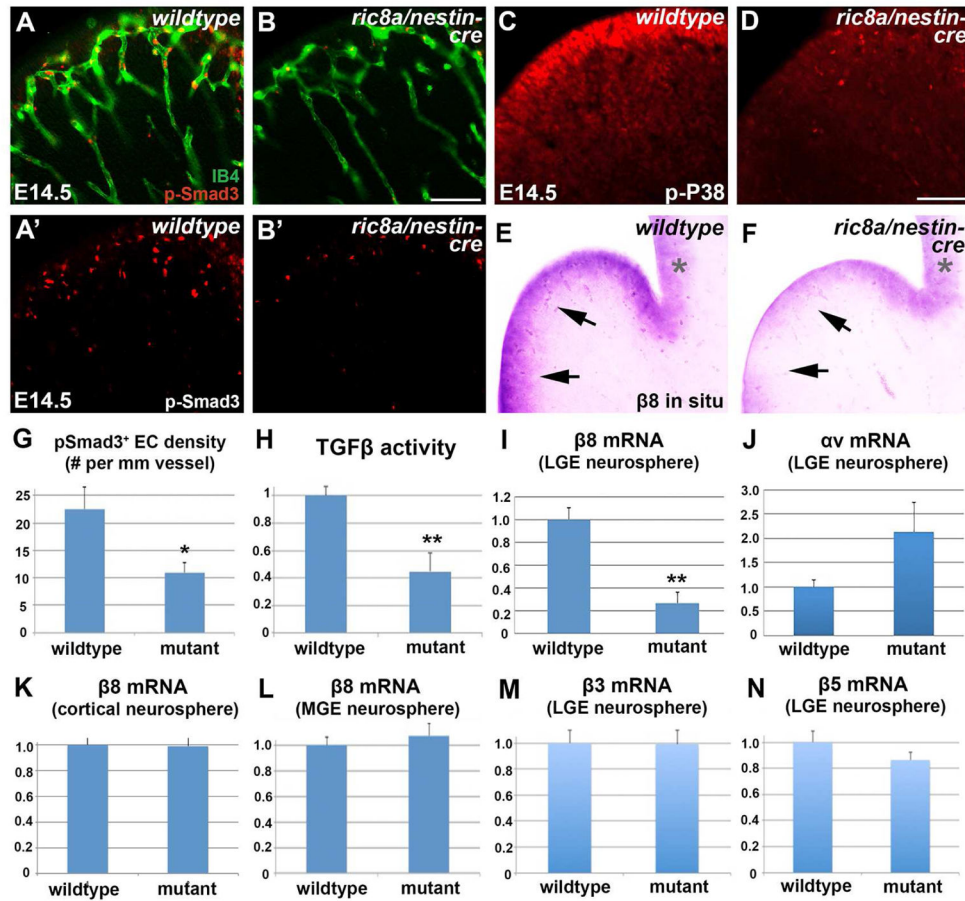 A wildtype
E14.5
IB4
p-Smad3
B ric8a/nestin-
cre
C wildtype
E14.5 p-P38
D ric8a/nestin-
cre
A' wildtype
E14.5 p-Smad3
B' ric8a/nestin-
cre
E wildtype
*
β8 in situ
F ric8a/nestin-
cre
*
G pSmad3⁺ EC density
(# per mm vessel)
25
20
15
10
5
0
*
wildtype mutant
H TGFβ activity
1
0.8
0.6
0.4
0.2
0
**
wildtype mutant
I β8 mRNA
(LGE neurosphere)
1.2
1.0
0.8
0.6
0.4
0.2
0
**
wildtype mutant
J αv mRNA
(LGE neurosphere)
3.0
2.5
2.0
1.5
1.0
0.5
0
wildtype mutant
K β8 mRNA
(cortical neurosphere)
1.0
0.8
0.6
0.4
0.2
0
wildtype mutant
L β8 mRNA
(MGE neurosphere)
1.0
0.8
0.6
0.4
0.2
0
wildtype mutant
M β3 mRNA
(LGE neurosphere)
1.0
0.8
0.6
0.4
0.2
0
wildtype mutant
N β5 mRNA
(LGE neurosphere)
1.0
0.8
0.6
0.4
0.2
0
wildtype mutant